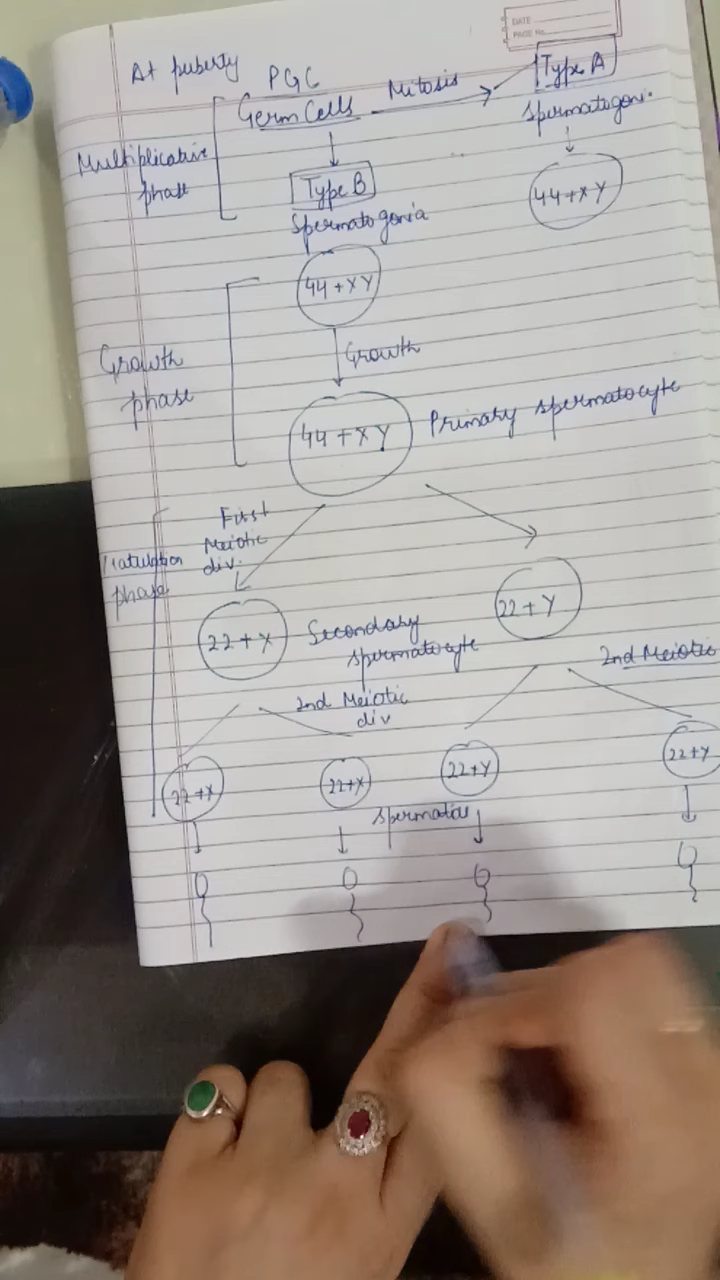 DATE
PAGE No.
At puberty
PGC
Germ Cells Mitosis Type A
Spermatogoni.
Multiplicative
phase
Type B
Spermatogonia
44+XY
44+XY
Growth
phase
Growth
44+XY Primary spermatocyte
First
Meiotic
div.
Maturation
phase
22+X Secondary
spermatocyte
22+Y
2nd Meiotic
div
2nd Meiotic
22+X 22+X 22+Y 22+Y